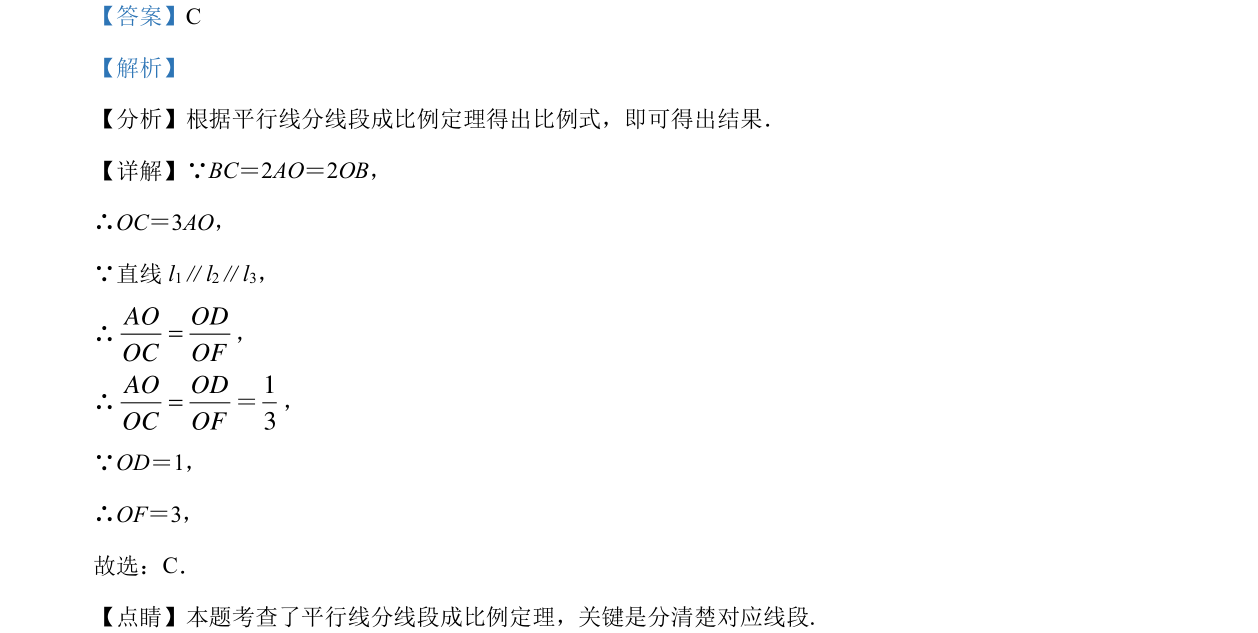 【答案】C
【解析】
【分析】根据平行线分线段成比例定理得出比例式，即可得出结果．
【详解】∵BC＝2AO＝2OB，
∴OC＝3AO，
∵直线 l₁∥l₂∥l₃，
∴AO/OC＝OD/OF，
∴AO/OC＝OD/OF＝1/3，
∵OD＝1，
∴OF＝3，
故选：C．
【点睛】本题考查了平行线分线段成比例定理，关键是分清楚对应线段.